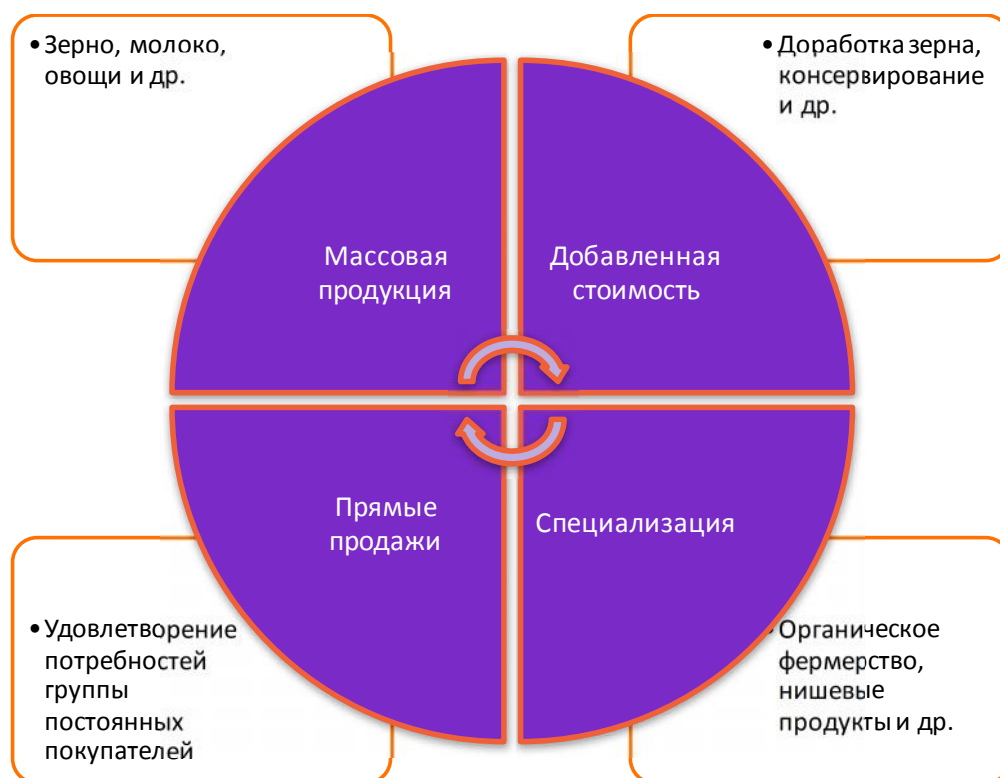 • Зерно, молоко,
овощи и др.
• Доработка зерна,
консервирование
и др.
Массовая
продукция
Добавленная
стоимость
Прямые
продажи
Специализация
• Удовлетворение
потребностей
группы
постоянных
покупателей
• Органическое
фермерство,
нишевые
продукты и др.